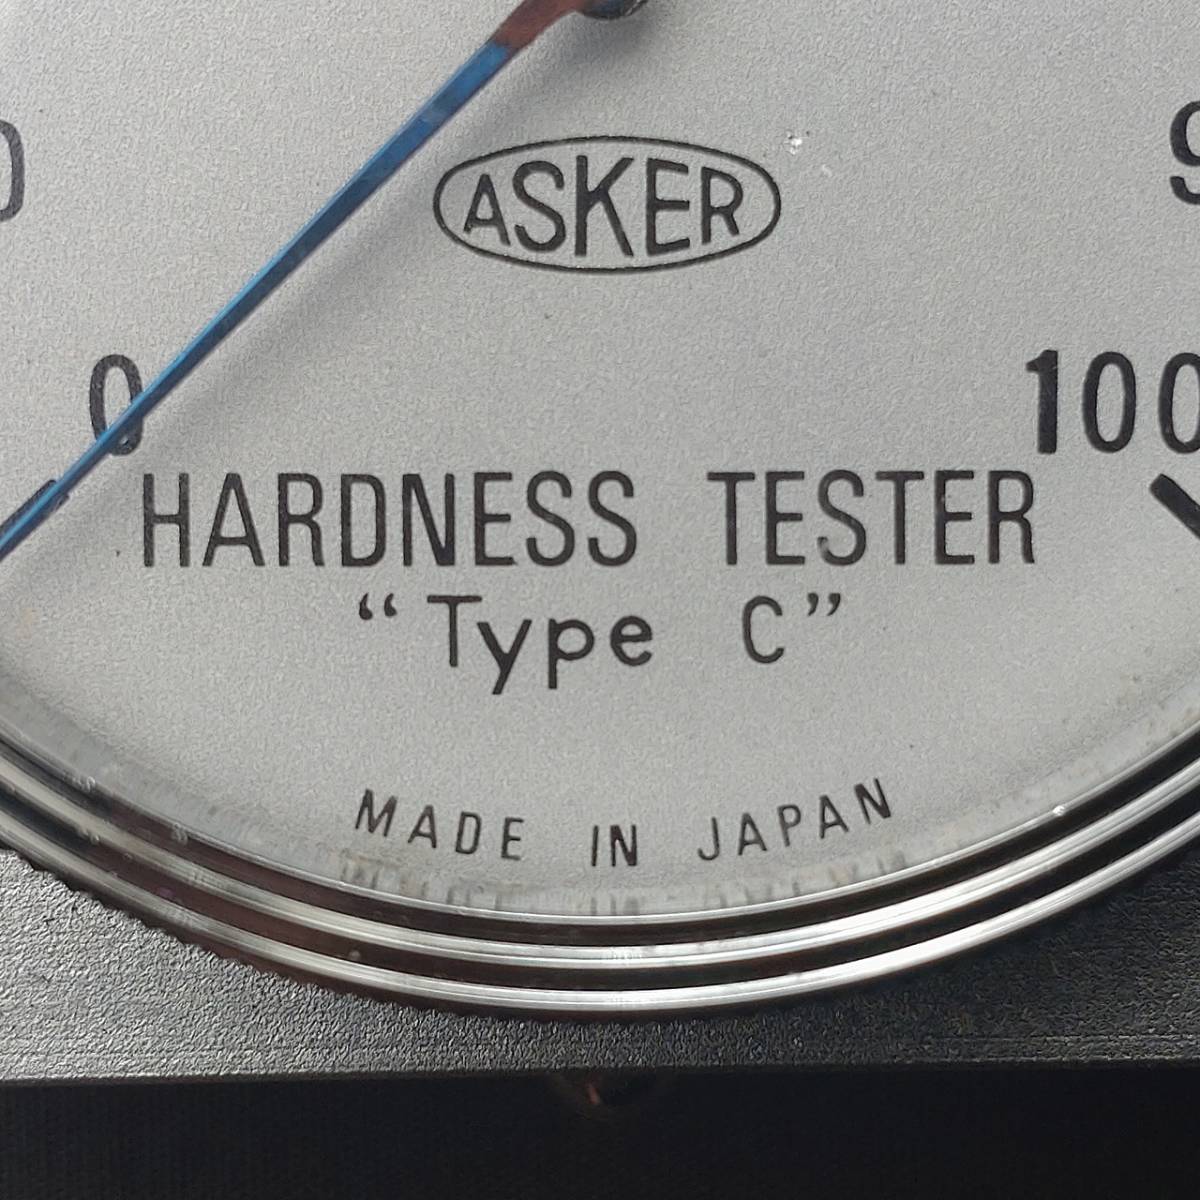 ASKER
0
100
HARDNESS TESTER
“Type C”
MADE IN JAPAN